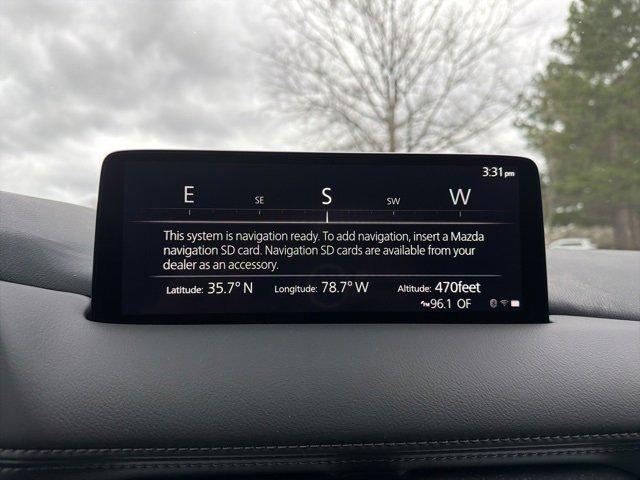 3:31 pm
E SE S SW W
This system is navigation ready. To add navigation, insert a Mazda
navigation SD card. Navigation SD cards are available from your
dealer as an accessory.
Latitude: 35.7° N Longitude: 78.7° W Altitude: 470feet
FM 96.1 OF